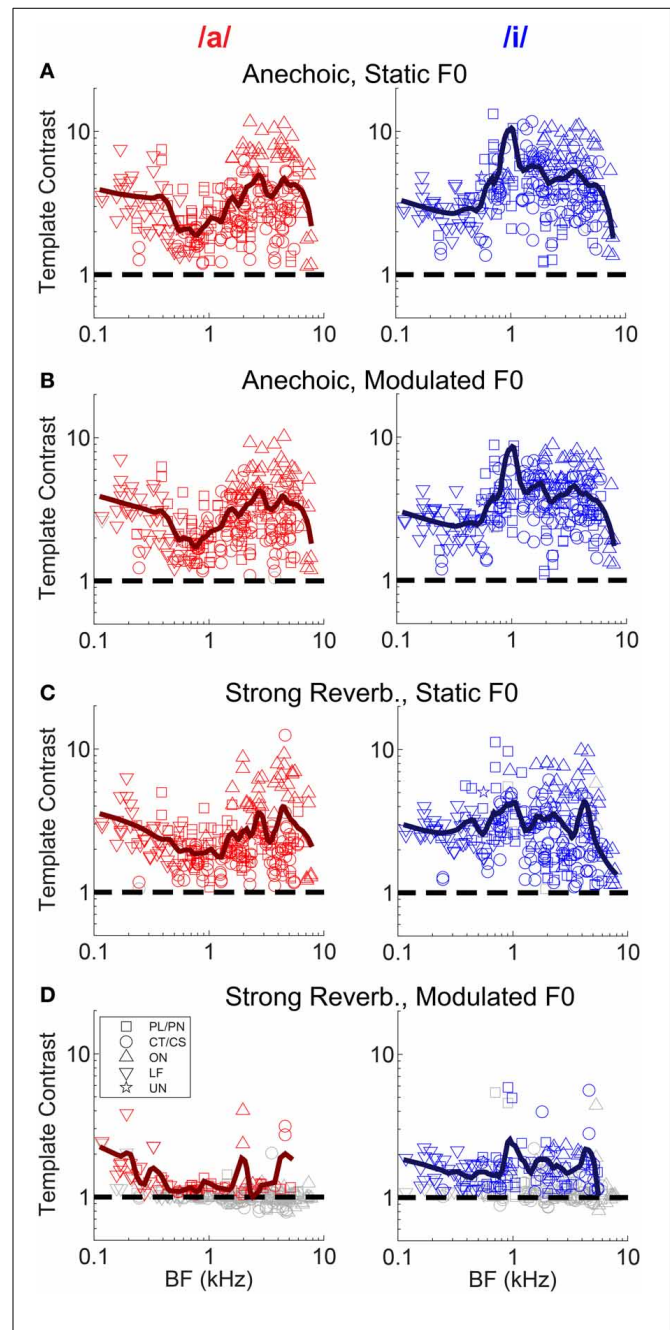 /a/ /i/
A Anechoic, Static F0
Template Contrast
10
1
0.1 1 10 0.1 1 10
B Anechoic, Modulated F0
Template Contrast
10
1
0.1 1 10 0.1 1 10
C Strong Reverb., Static F0
Template Contrast
10
1
0.1 1 10 0.1 1 10
D Strong Reverb., Modulated F0
Template Contrast
10
1
PL/PN
CT/CS
ON
LF
UN
0.1 1 10 0.1 1 10
BF (kHz) BF (kHz)